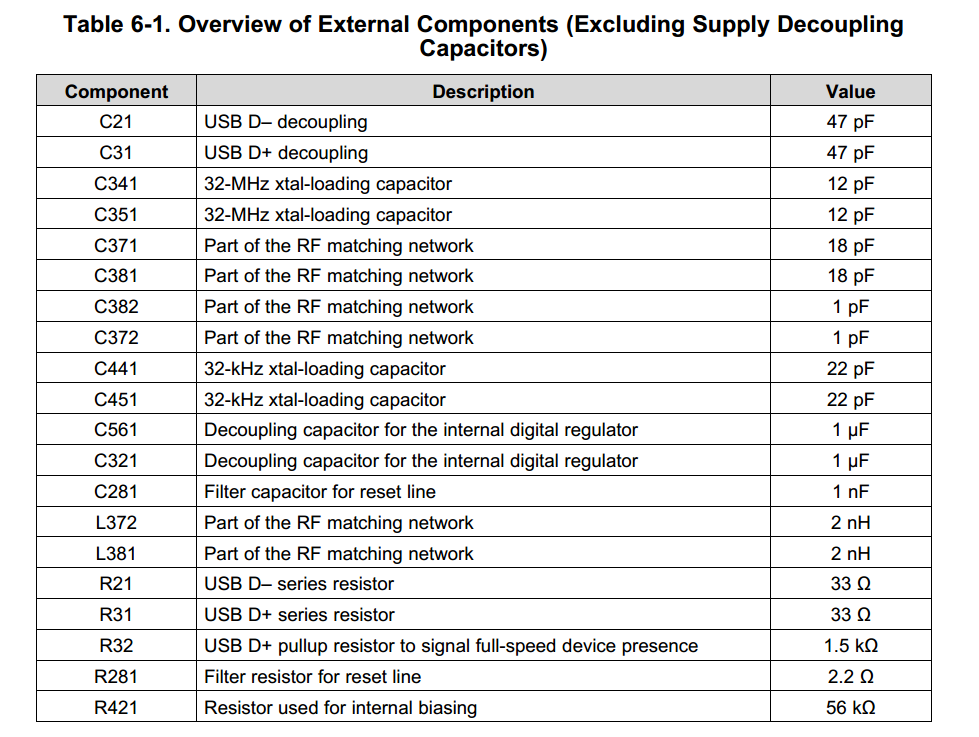 Table 6-1. Overview of External Components (Excluding Supply Decoupling
Capacitors)
Component Description Value
C21 USB D– decoupling 47 pF
C31 USB D+ decoupling 47 pF
C341 32-MHz xtal-loading capacitor 12 pF
C351 32-MHz xtal-loading capacitor 12 pF
C371 Part of the RF matching network 18 pF
C381 Part of the RF matching network 18 pF
C382 Part of the RF matching network 1 pF
C372 Part of the RF matching network 1 pF
C441 32-kHz xtal-loading capacitor 22 pF
C451 32-kHz xtal-loading capacitor 22 pF
C561 Decoupling capacitor for the internal digital regulator 1 μF
C321 Decoupling capacitor for the internal digital regulator 1 μF
C281 Filter capacitor for reset line 1 nF
L372 Part of the RF matching network 2 nH
L381 Part of the RF matching network 2 nH
R21 USB D– series resistor 33 Ω
R31 USB D+ series resistor 33 Ω
R32 USB D+ pullup resistor to signal full-speed device presence 1.5 kΩ
R281 Filter resistor for reset line 2.2 Ω
R421 Resistor used for internal biasing 56 kΩ